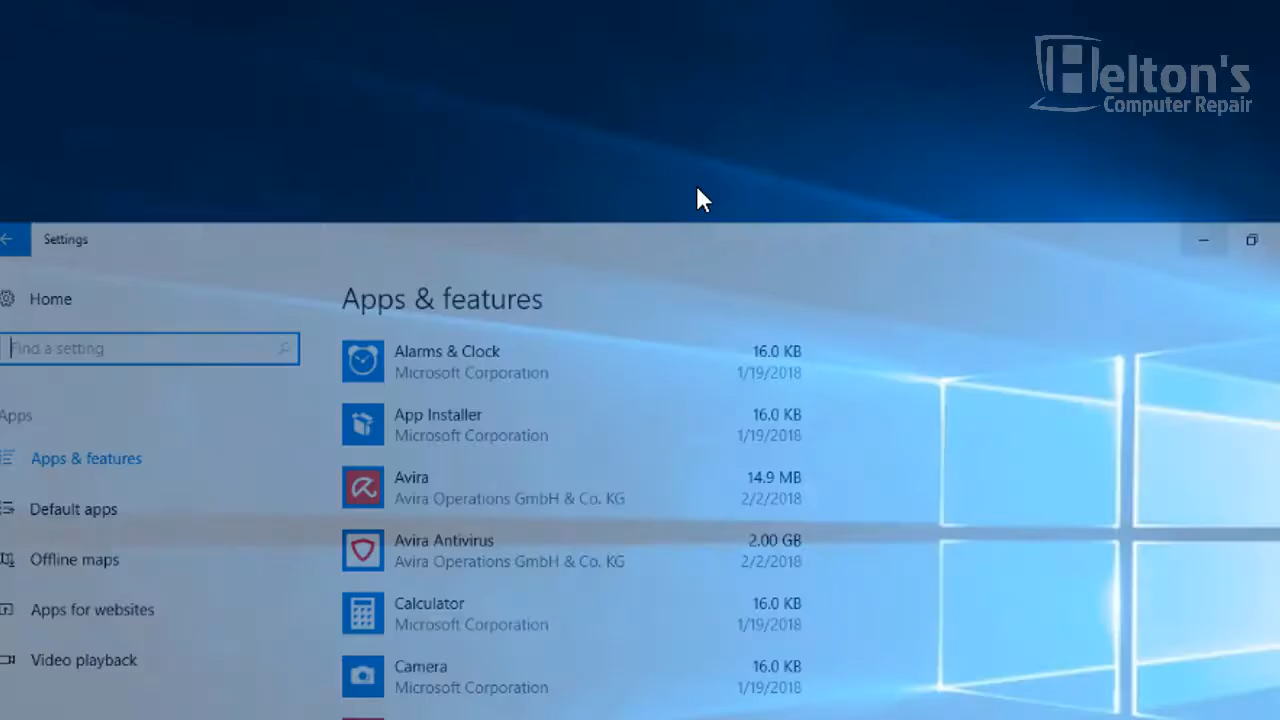 Helton's
Computer Repair
Settings
Home
Find a setting
Apps
Apps & features
Default apps
Offline maps
Apps for websites
Video playback
Apps & features
Alarms & Clock 16.0 KB
Microsoft Corporation 1/19/2018
App Installer 16.0 KB
Microsoft Corporation 1/19/2018
Avira 14.9 MB
Avira Operations GmbH & Co. KG 2/2/2018
Avira Antivirus 2.00 GB
Avira Operations GmbH & Co. KG 2/2/2018
Calculator 16.0 KB
Microsoft Corporation 1/19/2018
Camera 16.0 KB
Microsoft Corporation 1/19/2018